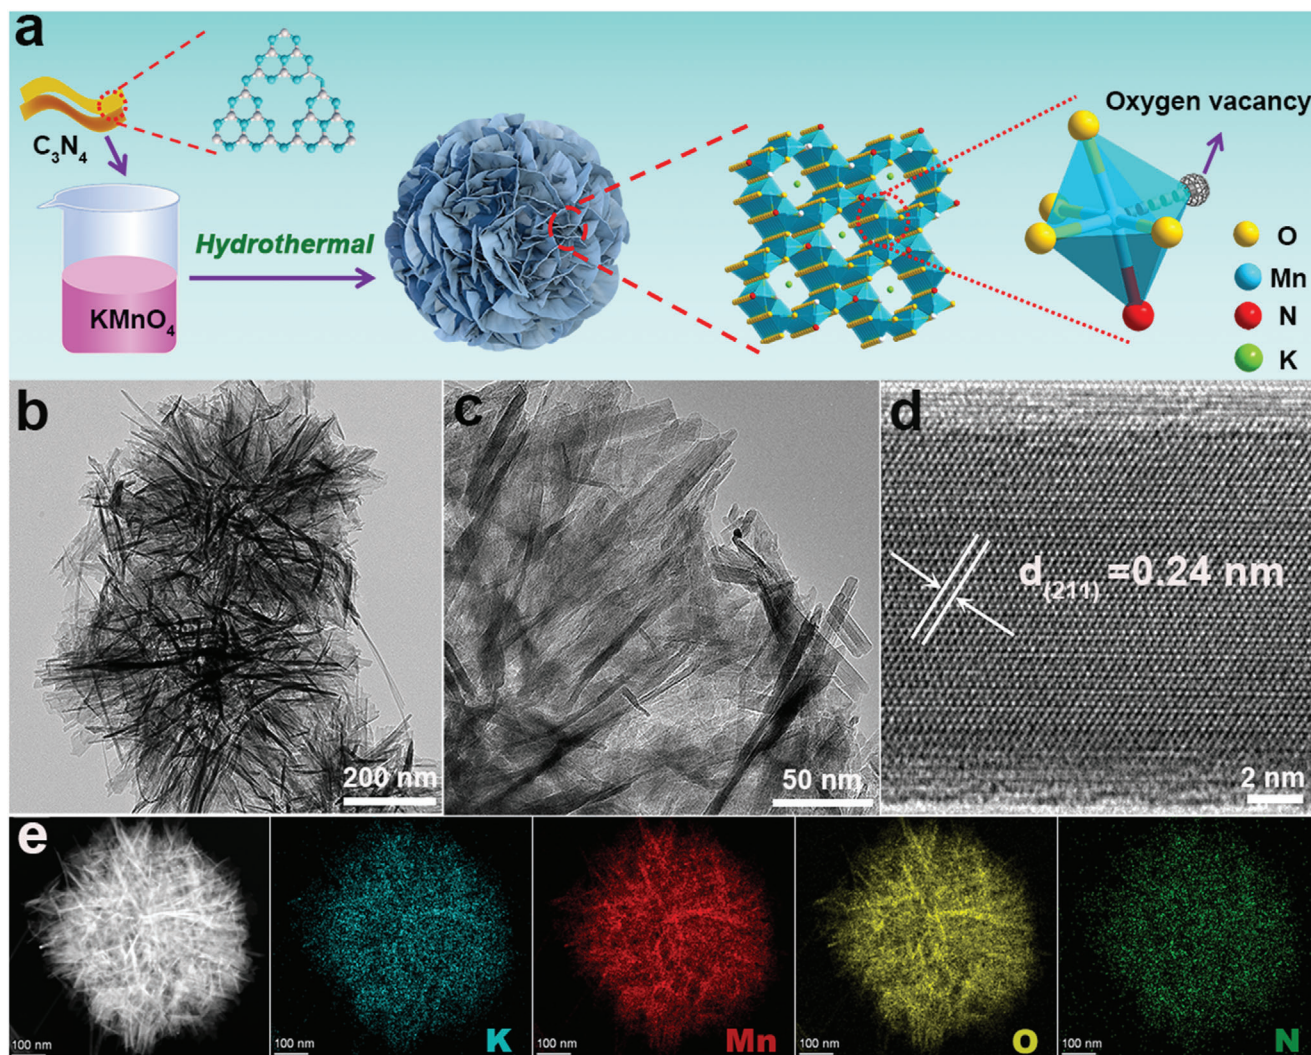 a
C₃N₄
KMnO₄
Hydrothermal
Oxygen vacancy
O
Mn
N
K
b
200 nm
c
50 nm
d
d(211) =0.24 nm
2 nm
e
100 nm
100 nm
K
100 nm
Mn
100 nm
O
100 nm
N